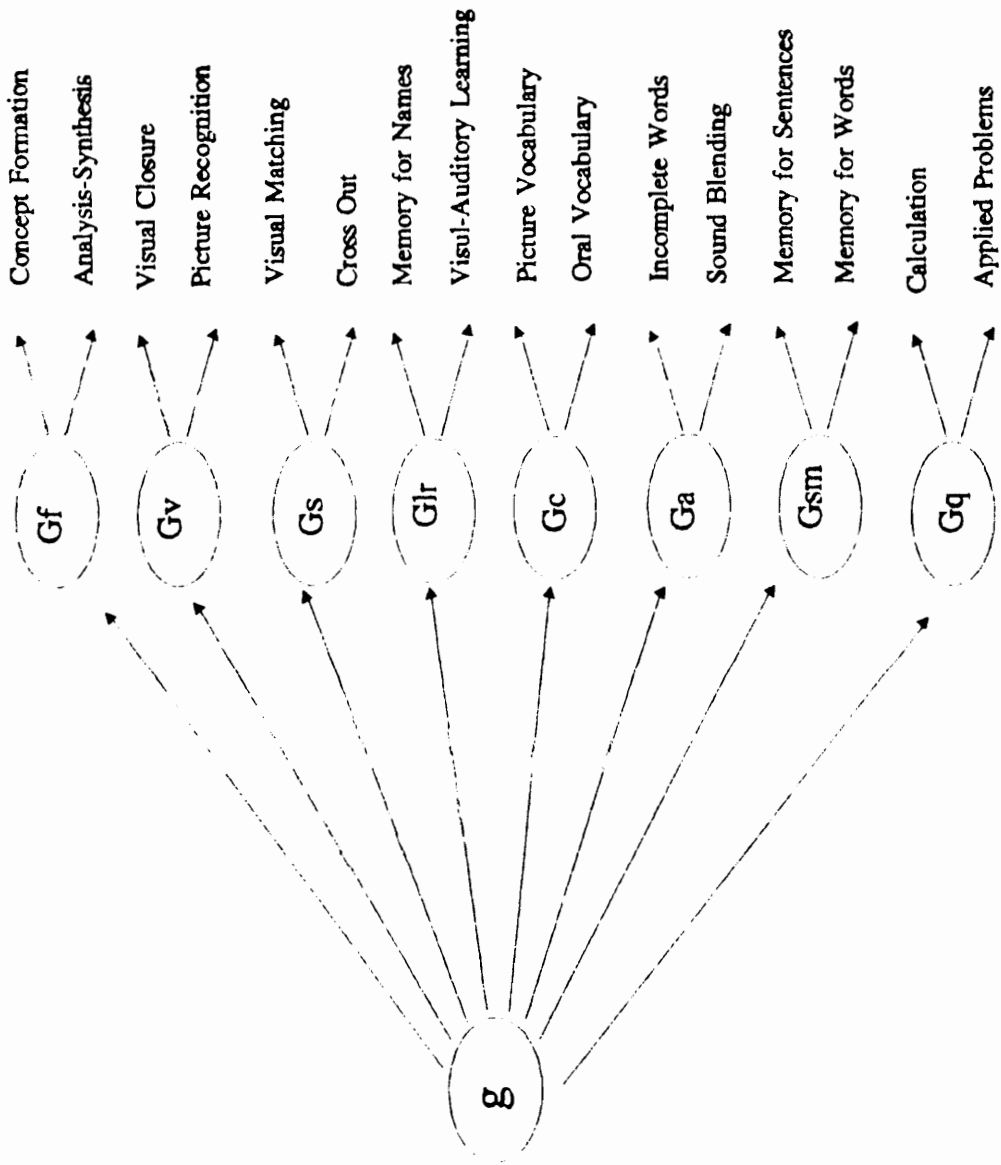 g
Gf
Gv
Gs
Glr
Gc
Ga
Gsm
Gq
Concept Formation
Analysis-Synthesis
Visual Closure
Picture Recognition
Visual Matching
Cross Out
Memory for Names
Visul-Auditory Learning
Picture Vocabulary
Oral Vocabulary
Incomplete Words
Sound Blending
Memory for Sentences
Memory for Words
Calculation
Applied Problems